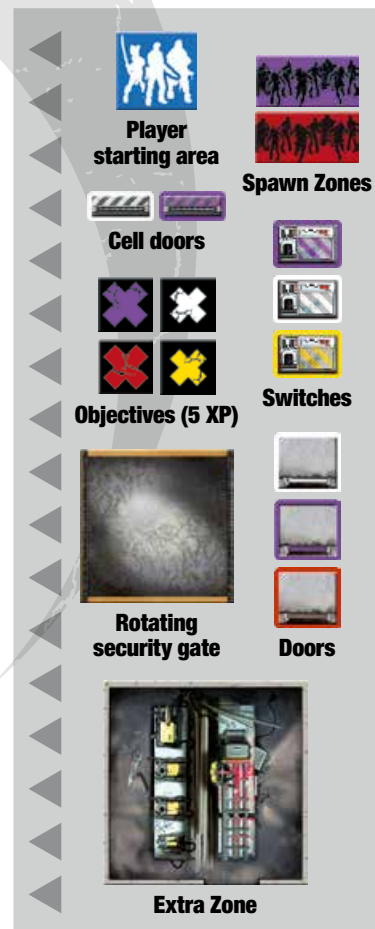 Player
starting area
Spawn Zones
Cell doors
Objectives (5 XP)
Switches
Rotating
security gate
Doors
Extra Zone